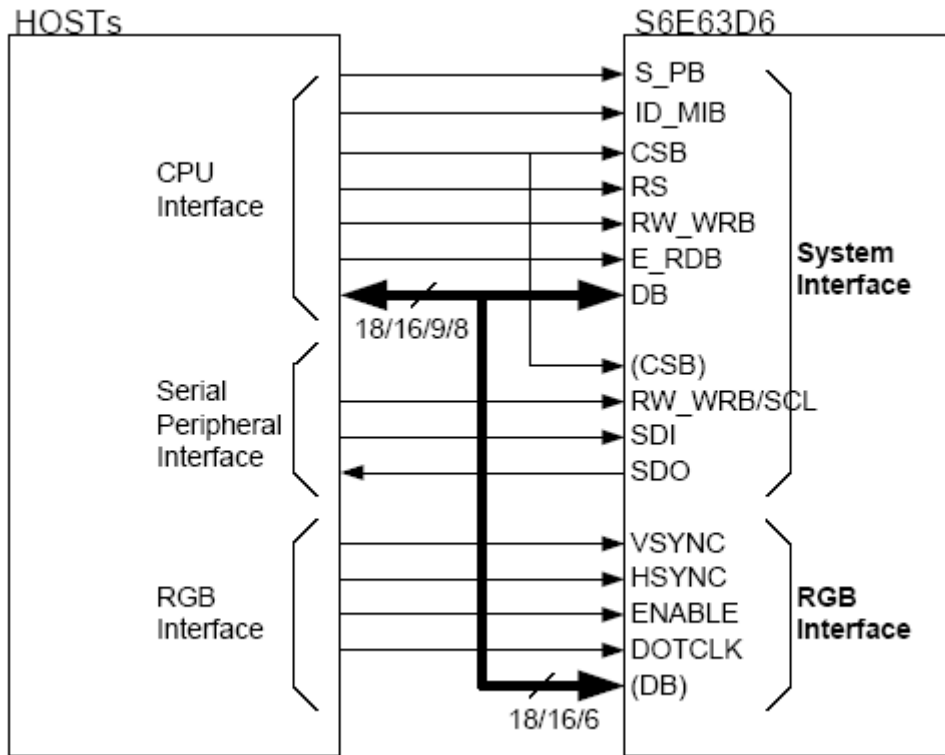 HOSTs
S6E63D6
CPU
Interface
S_PB
ID_MIB
CSB
RS
RW_WRB
E_RDB
DB
18/16/9/8
System
Interface
Serial
Peripheral
Interface
(CSB)
RW_WRB/SCL
SDI
SDO
RGB
Interface
VSYNC
HSYNC
ENABLE
DOTCLK
(DB)
18/16/6
RGB
Interface